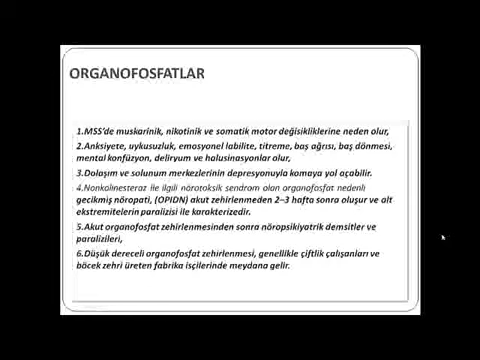 ORGANOFOSFATLAR
1.MSS'de muskarinik, nikotinik ve somatik motor değisikliklerine neden olur,
2.Anksiyete, uykusuzluk, emosyonel labilite, titreme, baş ağrısı, baş dönmesi,
mental konfüzyon, deliryum ve halusinasyonlar olur,
3.Dolaşım ve solunum merkezlerinin depresyonuyla komaya yol açabilir.
4.Nonkolinesteraz ile ilgili nörotoksik sendrom olan organofosfat nedenli
gecikmiş nöropati, (OPIDN) akut zehirlenmeden 2–3 hafta sonra oluşur ve alt
ekstremitelerin paralizisi ile karakterizedir.
5.Akut organofosfat zehirlenmesinden sonra nöropsikiyatrik demsitler ve
paralizileri,
6.Düşük dereceli organofosfat zehirlenmesi, genellikle çiftlik çalışanları ve
böcek zehri üreten fabrika işçilerinde meydana gelir.